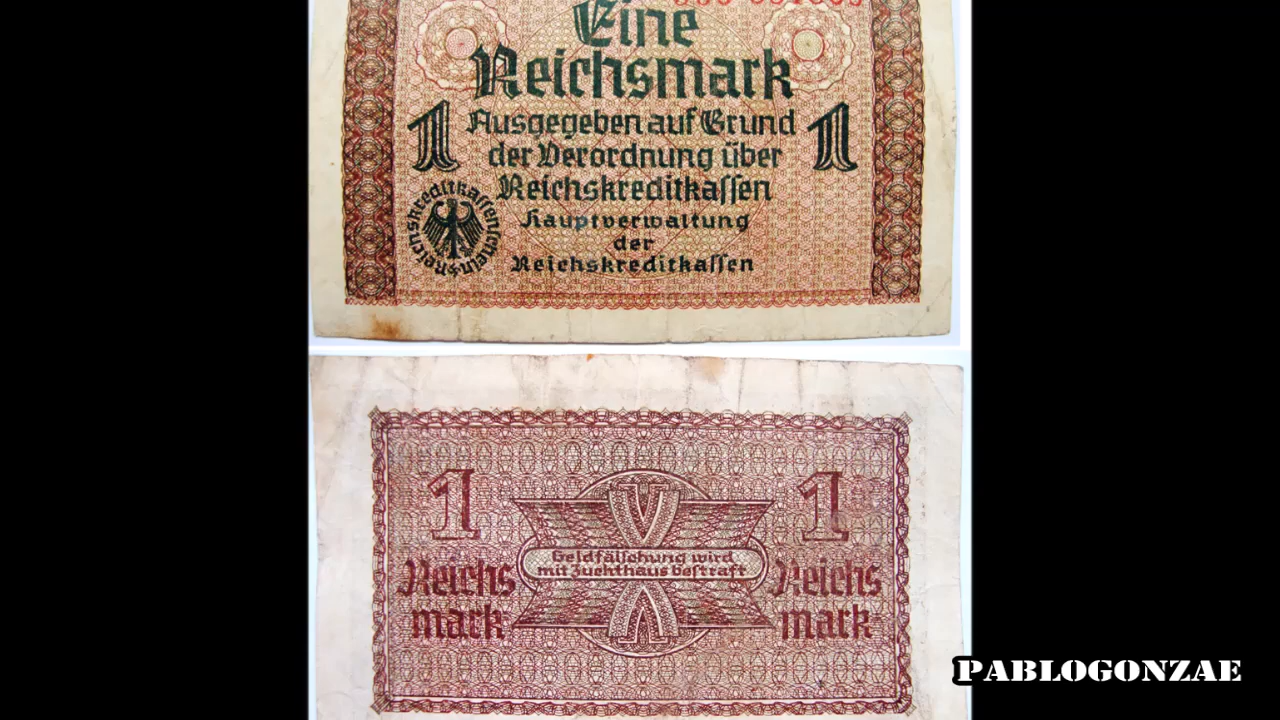 Eine
Reichsmark
1 Ausgegeben auf Grund 1
der Verordnung über
Reichskreditkaſſen
Hauptverwaltung
der
Reichskreditkaſſen
Reichskreditkaſſenſchein
1 1
Geldfälſchung wird
mit Zuchthaus beſtraft
Reichs Reichs
mark mark
PABLOGONZAE